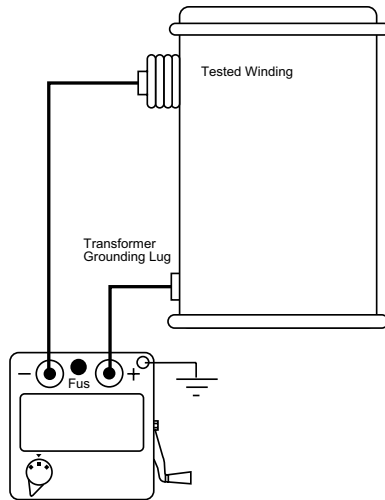 Tested Winding
Transformer
Grounding Lug
− +
Fus